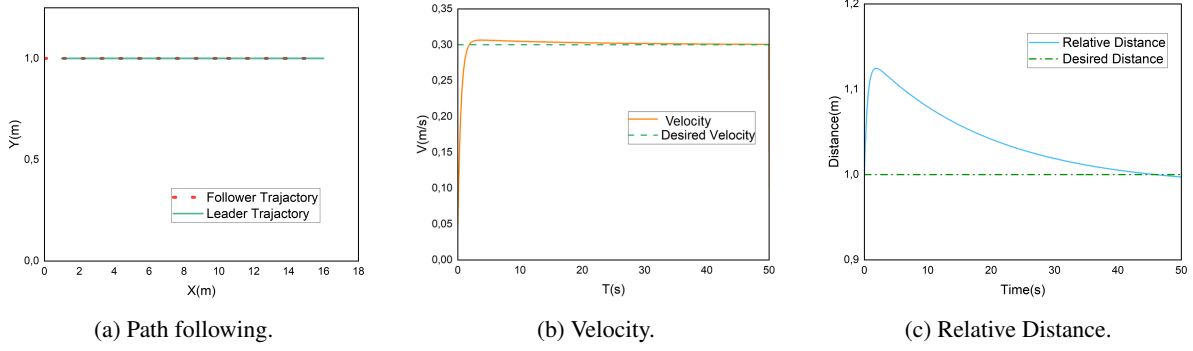 1,0
0,5
0,0
Y(m)
0 2 4 6 8 10 12 14 16 18
X(m)
Follower Trajactory
Leader Trajactory
(a) Path following.
0,35
0,30
0,25
0,20
0,15
0,10
0,05
0,00
V(m/s)
0 10 20 30 40 50
T(s)
Velocity
Desired Velocity
(b) Velocity.
1,2
1,1
1,0
0,9
Distance(m)
0 10 20 30 40 50
Time(s)
Relative Distance
Desired Distance
(c) Relative Distance.